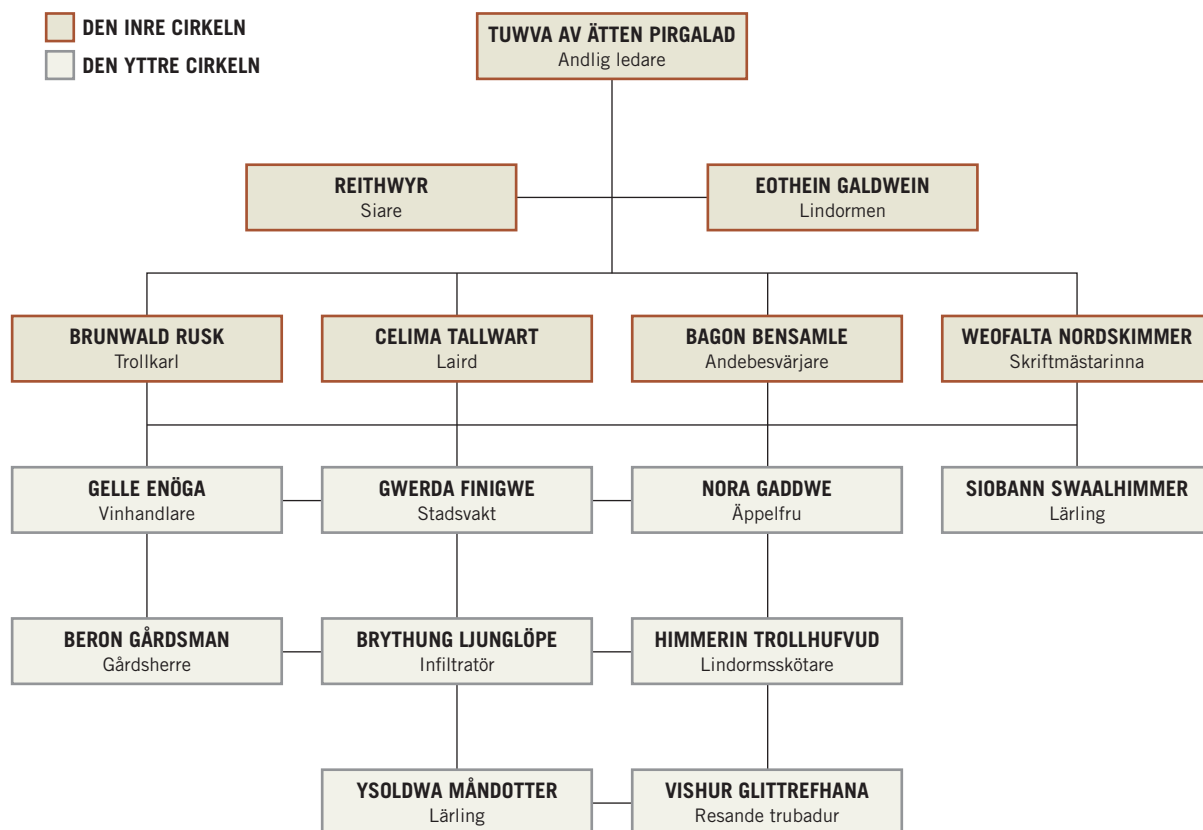 DEN INRE CIRKELN
DEN YTTRE CIRKELN
TUWVA AV ÄTTEN PIRGALAD
Andlig ledare
REITHWYR
Siare
EOTHEIN GALDWEIN
Lindormen
BRUNWALD RUSK
Trollkarl
CELIMA TALLWART
Laird
BAGON BENSAMLE
Andebesvärjare
WEOFALTA NORDSKIMMER
Skriftmästarinna
GELLE ENÖGA
Vinhandlare
GWERDA FINIGWE
Stadsvakt
NORA GADDWE
Äppelfru
SIOBANN SWAALHIMMER
Lärling
BERON GÅRDSMAN
Gårdsherre
BRYTHUNG LJUNGLÖPE
Infiltratör
HIMMERIN TROLLHUFVUD
Lindormsskötare
YSOLDWA MÅNDOTTER
Lärling
VISHUR GLITTREFHANA
Resande trubadur